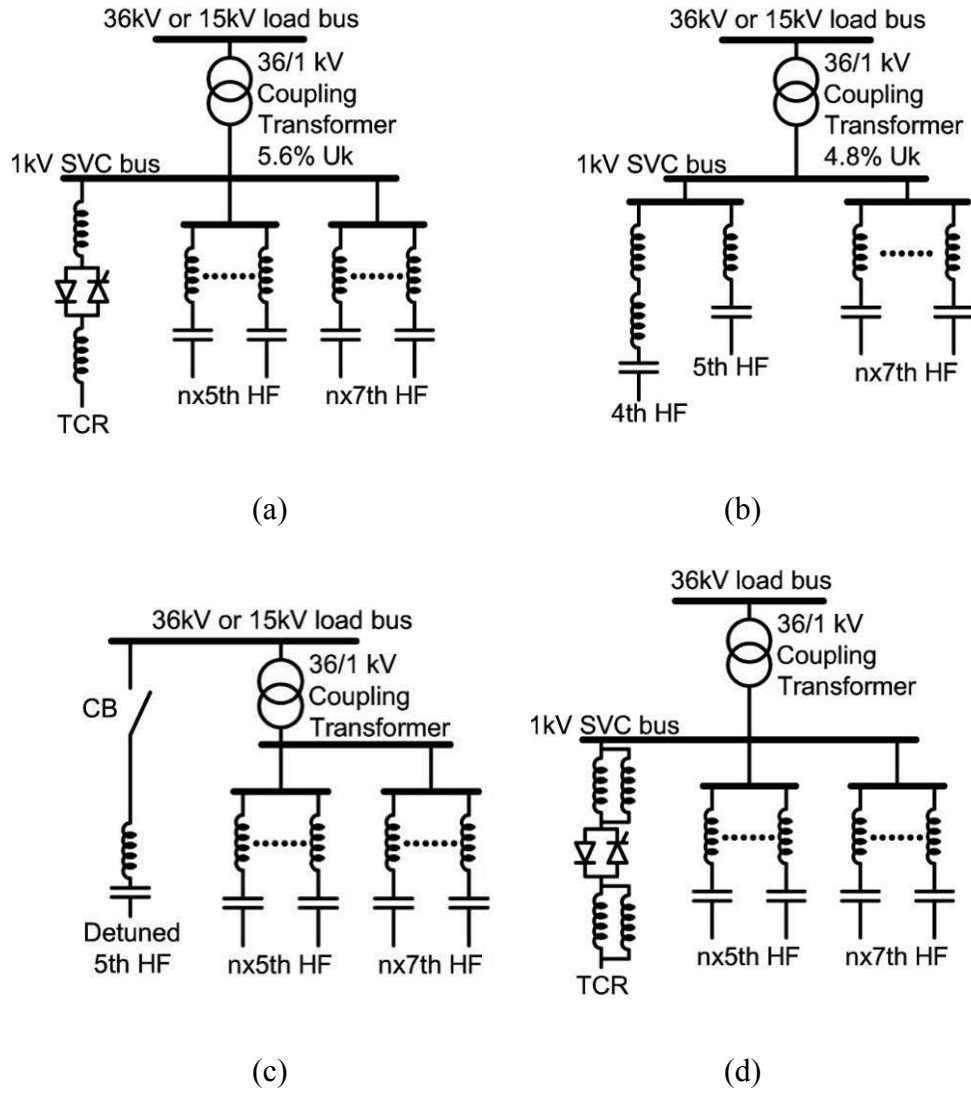 36kV or 15kV load bus
36/1 kV
Coupling
Transformer
5.6% Uk
1kV SVC bus
TCR
nx5th HF
nx7th HF
(a)
36kV or 15kV load bus
36/1 kV
Coupling
Transformer
4.8% Uk
1kV SVC bus
4th HF
5th HF
nx7th HF
(b)
36kV or 15kV load bus
36/1 kV
Coupling
Transformer
CB
Detuned
5th HF
nx5th HF
nx7th HF
(c)
36kV load bus
36/1 kV
Coupling
Transformer
1kV SVC bus
TCR
nx5th HF
nx7th HF
(d)